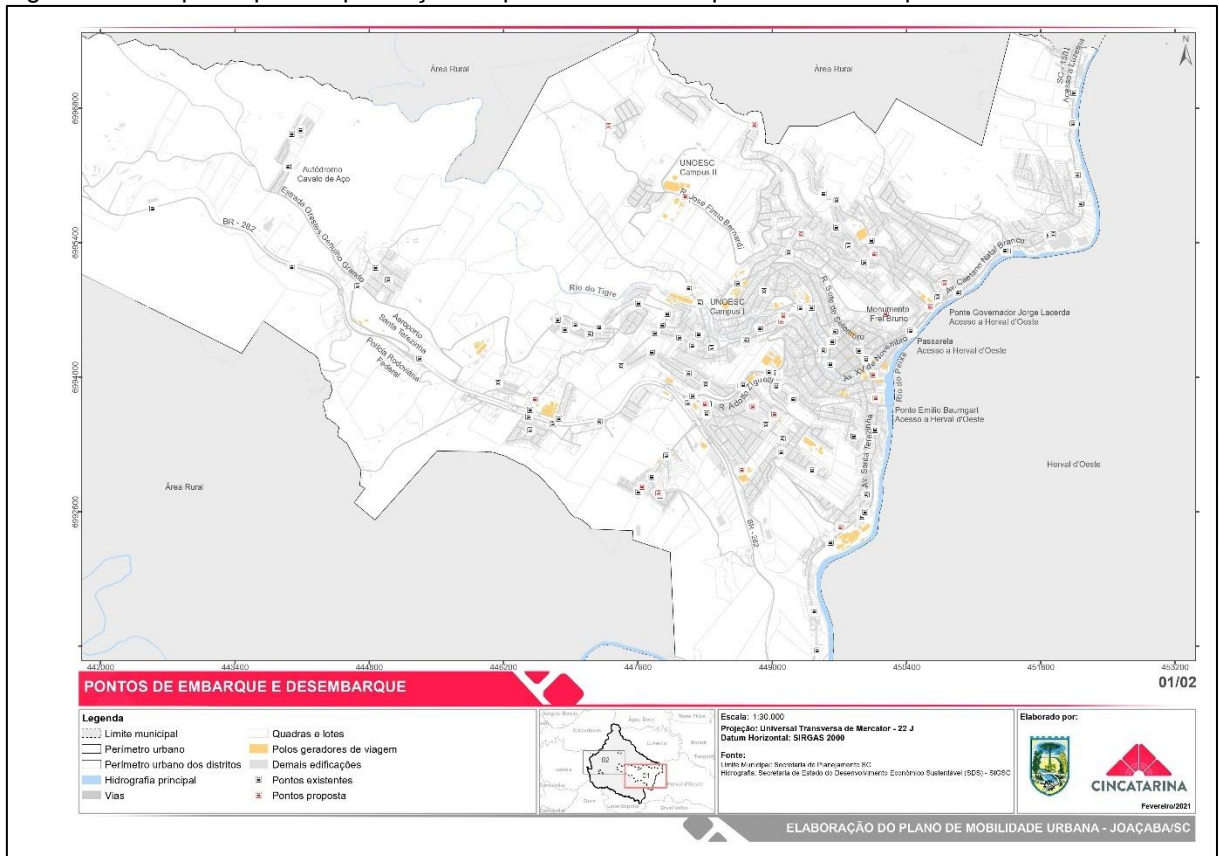 N
Área Rural
Área Rural
SC - 1301
Acesso a Luzerna
UNOESC
Campus II
R. José Firmo Bernardi
Autódromo
Cavalo de Aço
Estrada Orestes Genuíno Grando
BR - 282
Av. Caetano Natal Branco
Rio do Tigre
UNOESC
Campus I
R. Sete de Setembro
Monumento
Frei Bruno
Ponte Governador Jorge Lacerda
Acesso a Herval d'Oeste
Passarela
Acesso a Herval d'Oeste
Av. XV de Novembro
Rio do Peixe
Aeroporto
Santa Terezinha
Polícia Rodoviária
Federal
R. Adolfo Ziguelli
Ponte Emílio Baumgart
Acesso a Herval d'Oeste
Av. Santa Terezinha
Área Rural
Herval d'Oeste
BR - 282
6996800
6995400
6994000
6992600
442000 443400 444800 446200 447600 449000 450400 451800 453200
PONTOS DE EMBARQUE E DESEMBARQUE
01/02
Legenda
Limite municipal
Perímetro urbano
Perímetro urbano dos distritos
Hidrografia principal
Vias
Quadras e lotes
Polos geradores de viagem
Demais edificações
Pontos existentes
Pontos proposta
02
01
Escala: 1:30.000
Projeção: Universal Transversa de Mercator - 22 J
Datum Horizontal: SIRGAS 2000
Fonte:
Limite Municipal: Secretaria de Planejamento SC
Hidrografia: Secretaria de Estado do Desenvolvimento Econômico Sustentável (SDS) - SIGSC
Elaborado por:
CINCATARINA
Fevereiro/2021
ELABORAÇÃO DO PLANO DE MOBILIDADE URBANA - JOAÇABA/SC